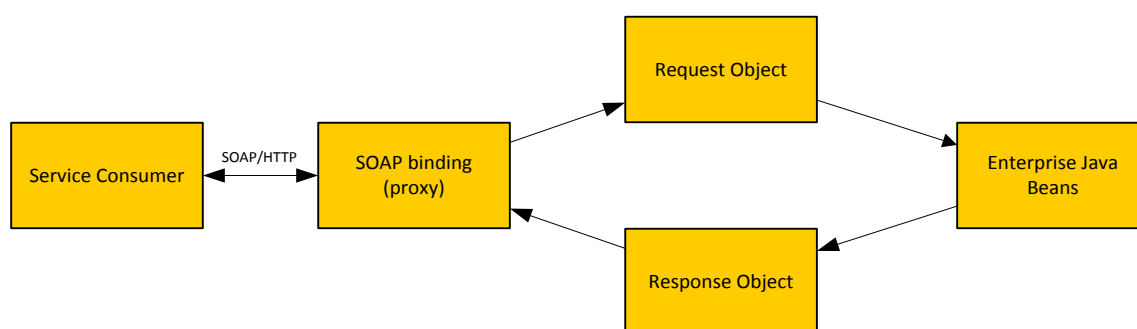 Request Object
Service Consumer
SOAP/HTTP
SOAP binding
(proxy)
Enterprise Java
Beans
Response Object